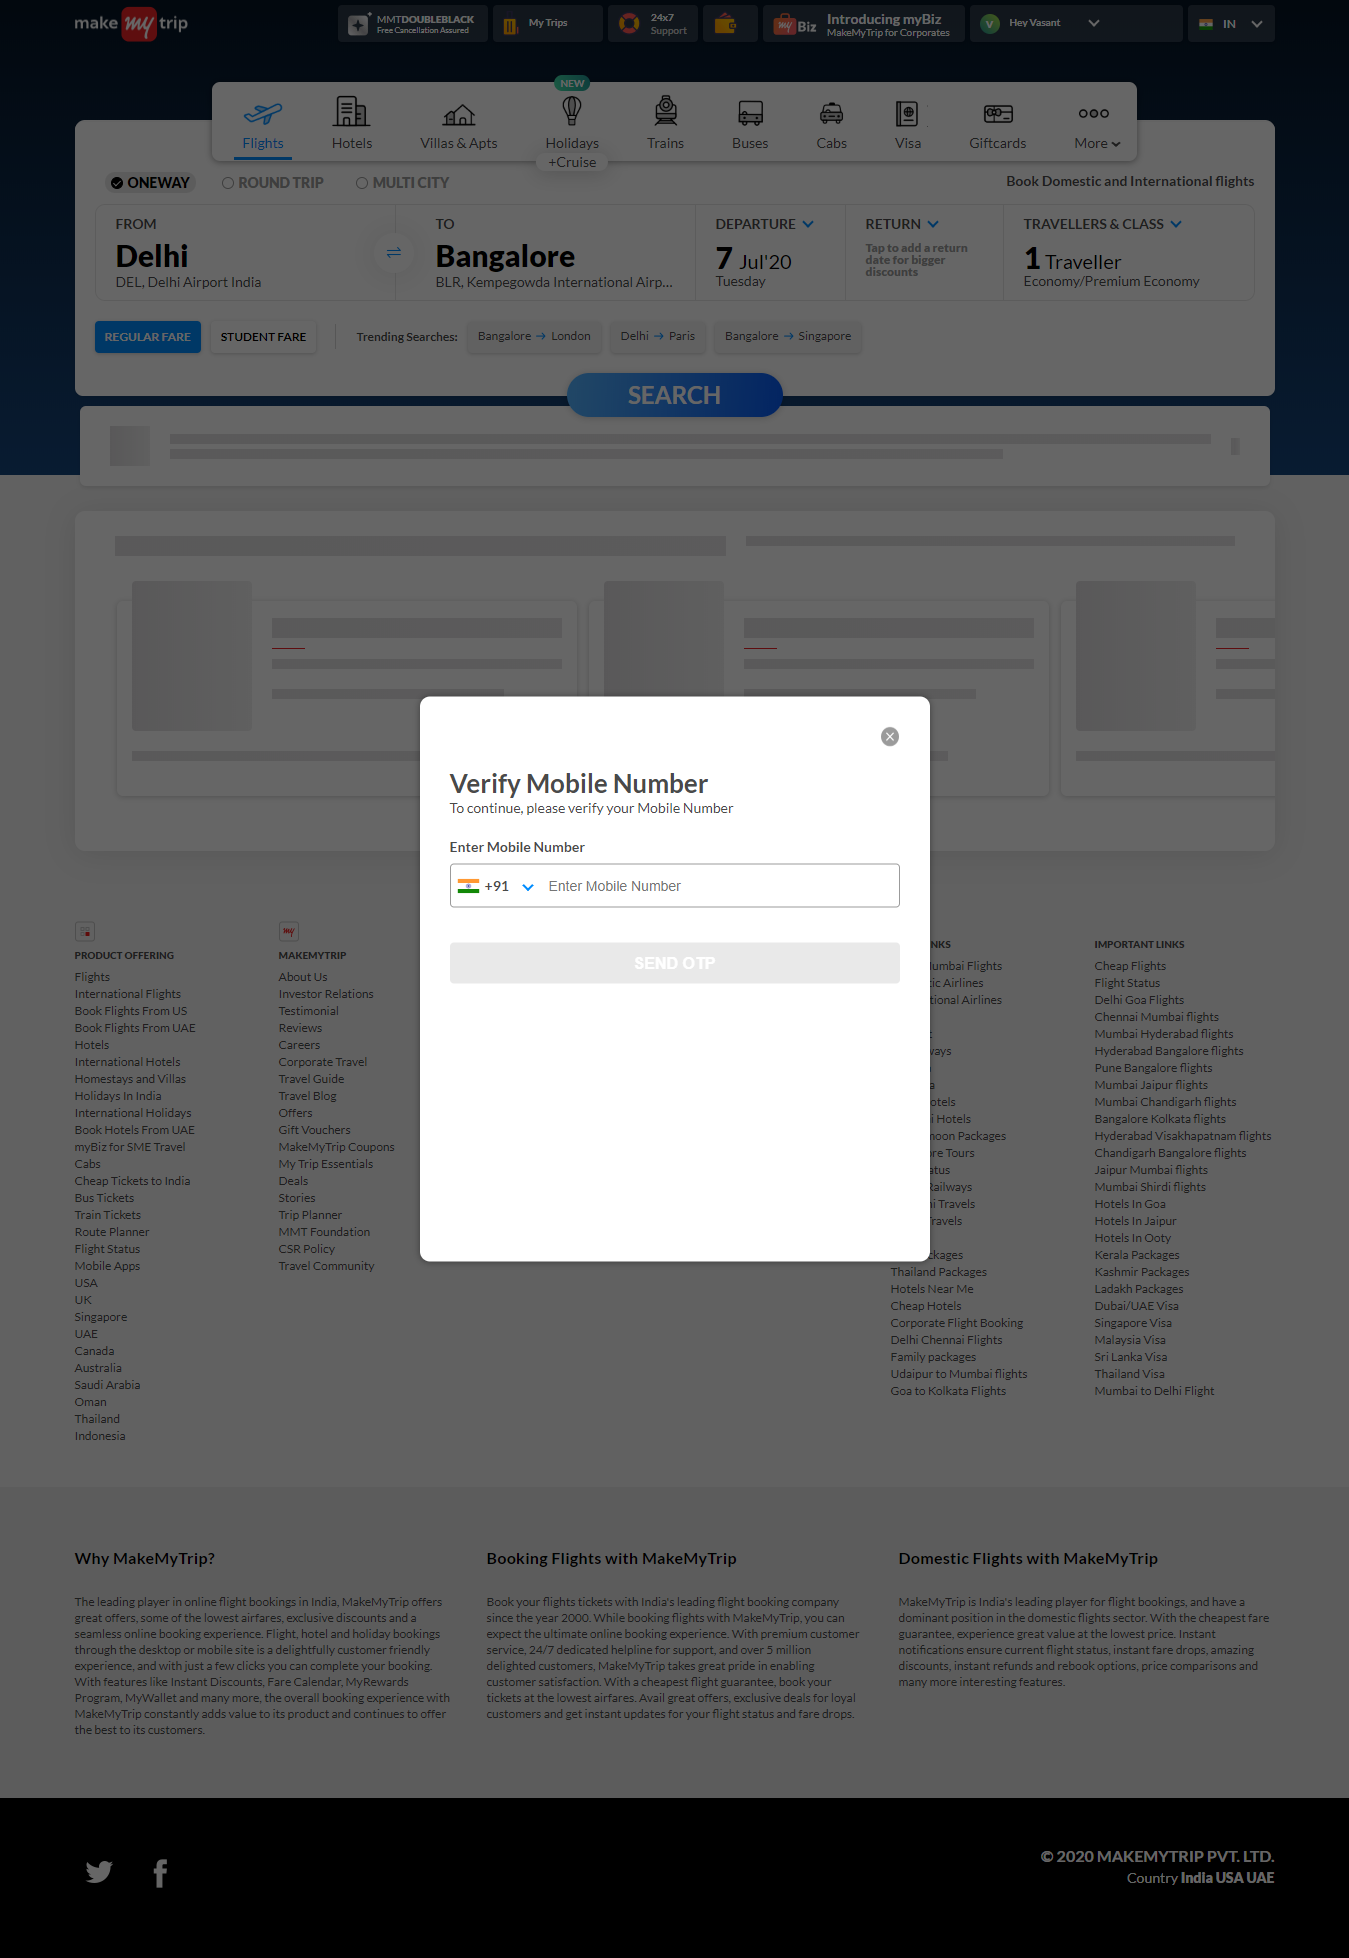 make my trip
MMTDOUBLEBLACK
Free Cancellation Assured
My Trips
24x7
Support
my Biz
Introducing myBiz
MakeMyTrip for Corporates
V
Hey Vasant
IN
NEW
Flights
Hotels
Villas & Apts
Holidays
+Cruise
Trains
Buses
Cabs
Visa
Giftcards
More
ONEWAY
ROUND TRIP
MULTI CITY
Book Domestic and International flights
FROM
Delhi
DEL, Delhi Airport India
TO
Bangalore
BLR, Kempegowda International Airp...
DEPARTURE
7 Jul'20
Tuesday
RETURN
Tap to add a return
date for bigger
discounts
TRAVELLERS & CLASS
1 Traveller
Economy/Premium Economy
REGULAR FARE
STUDENT FARE
Trending Searches:
Bangalore → London
Delhi → Paris
Bangalore → Singapore
SEARCH
Verify Mobile Number
To continue, please verify your Mobile Number
Enter Mobile Number
+91
Enter Mobile Number
SEND OTP
PRODUCT OFFERING
Flights
International Flights
Book Flights From US
Book Flights From UAE
Hotels
International Hotels
Homestays and Villas
Holidays In India
International Holidays
Book Hotels From UAE
myBiz for SME Travel
Cabs
Cheap Tickets to India
Bus Tickets
Train Tickets
Route Planner
Flight Status
Mobile Apps
USA
UK
Singapore
UAE
Canada
Australia
Saudi Arabia
Oman
Thailand
Indonesia
my
MAKEMYTRIP
About Us
Investor Relations
Testimonial
Reviews
Careers
Corporate Travel
Travel Guide
Travel Blog
Offers
Gift Vouchers
MakeMyTrip Coupons
My Trip Essentials
Deals
Stories
Trip Planner
MMT Foundation
CSR Policy
Travel Community
NKS
umbai Flights
ic Airlines
tional Airlines
ways
a
otels
i Hotels
noon Packages
ore Tours
atus
Railways
ni Travels
ravels
ckages
Thailand Packages
Hotels Near Me
Cheap Hotels
Corporate Flight Booking
Delhi Chennai Flights
Family packages
Udaipur to Mumbai flights
Goa to Kolkata Flights
IMPORTANT LINKS
Cheap Flights
Flight Status
Delhi Goa Flights
Chennai Mumbai flights
Mumbai Hyderabad flights
Hyderabad Bangalore flights
Pune Bangalore flights
Mumbai Jaipur flights
Mumbai Chandigarh flights
Bangalore Kolkata flights
Hyderabad Visakhapatnam flights
Chandigarh Bangalore flights
Jaipur Mumbai flights
Mumbai Shirdi flights
Hotels In Goa
Hotels In Jaipur
Hotels In Ooty
Kerala Packages
Kashmir Packages
Ladakh Packages
Dubai/UAE Visa
Singapore Visa
Malaysia Visa
Sri Lanka Visa
Thailand Visa
Mumbai to Delhi Flight
Why MakeMyTrip?
The leading player in online flight bookings in India, MakeMyTrip offers
great offers, some of the lowest airfares, exclusive discounts and a
seamless online booking experience. Flight, hotel and holiday bookings
through the desktop or mobile site is a delightfully customer friendly
experience, and with just a few clicks you can complete your booking.
With features like Instant Discounts, Fare Calendar, MyRewards
Program, MyWallet and many more, the overall booking experience with
MakeMyTrip constantly adds value to its product and continues to offer
the best to its customers.
Booking Flights with MakeMyTrip
Book your flights tickets with India's leading flight booking company
since the year 2000. While booking flights with MakeMyTrip, you can
expect the ultimate online booking experience. With premium customer
service, 24/7 dedicated helpline for support, and over 5 million
delighted customers, MakeMyTrip takes great pride in enabling
customer satisfaction. With a cheapest flight guarantee, book your
tickets at the lowest airfares. Avail great offers, exclusive deals for loyal
customers and get instant updates for your flight status and fare drops.
Domestic Flights with MakeMyTrip
MakeMyTrip is India's leading player for flight bookings, and have a
dominant position in the domestic flights sector. With the cheapest fare
guarantee, experience great value at the lowest price. Instant
notifications ensure current flight status, instant fare drops, amazing
discounts, instant refunds and rebook options, price comparisons and
many more interesting features.
© 2020 MAKEMYTRIP PVT. LTD.
Country India USA UAE